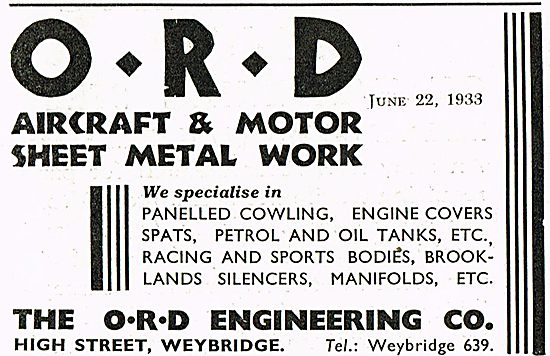 O·R·D
JUNE 22, 1933
AIRCRAFT & MOTOR
SHEET METAL WORK
We specialise in
PANELLED COWLING, ENGINE COVERS
SPATS, PETROL AND OIL TANKS, ETC.,
RACING AND SPORTS BODIES, BROOK-
LANDS SILENCERS, MANIFOLDS, ETC.
THE O·R·D ENGINEERING CO.
HIGH STREET, WEYBRIDGE. Tel.: Weybridge 639.